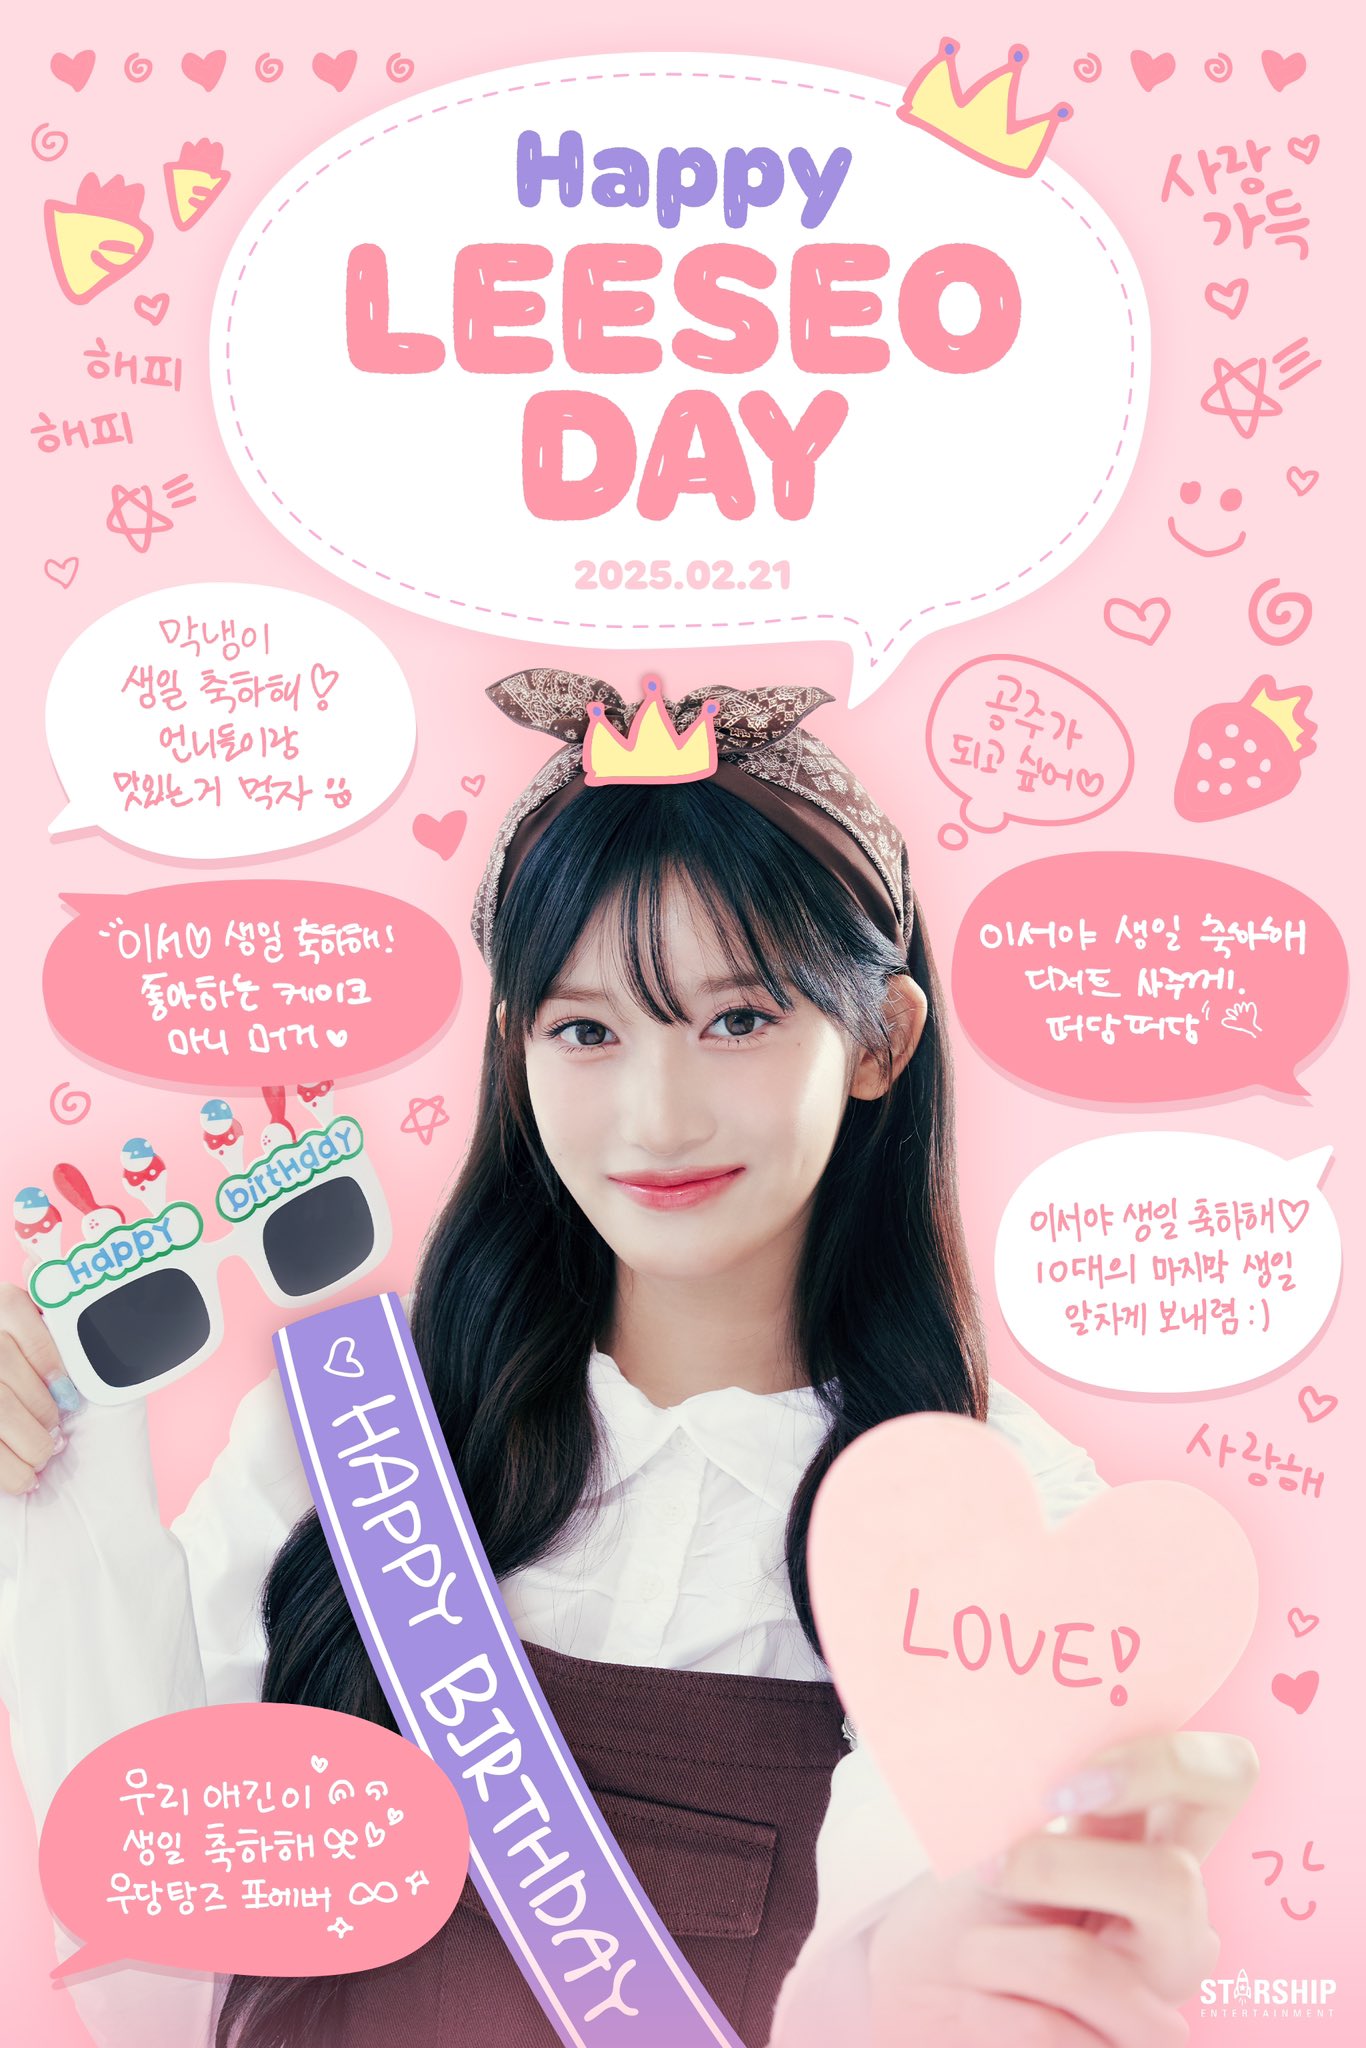 Happy
LEESEO
DAY
2025.02.21
사랑
가득
해피
해피
막냉이
생일 축하해♡
언니들이랑
맛있는거 먹자
공주가
되고 싶어♡
이서♡ 생일 축하해!
좋아하는 케이크
마니 머거♥
이서야 생일 축하해
디저트 사주께.
퍼당퍼당
happy
birthday
이서야 생일 축하해♡
10대의 마지막 생일
알차게 보내렴 :)
사랑해
♡ HAPPY BIRTHDAY
LOVE!
우리 애진이
생일 축하해
우당탕즈 포에버 ∞
STARSHIP
ENTERTAINMENT